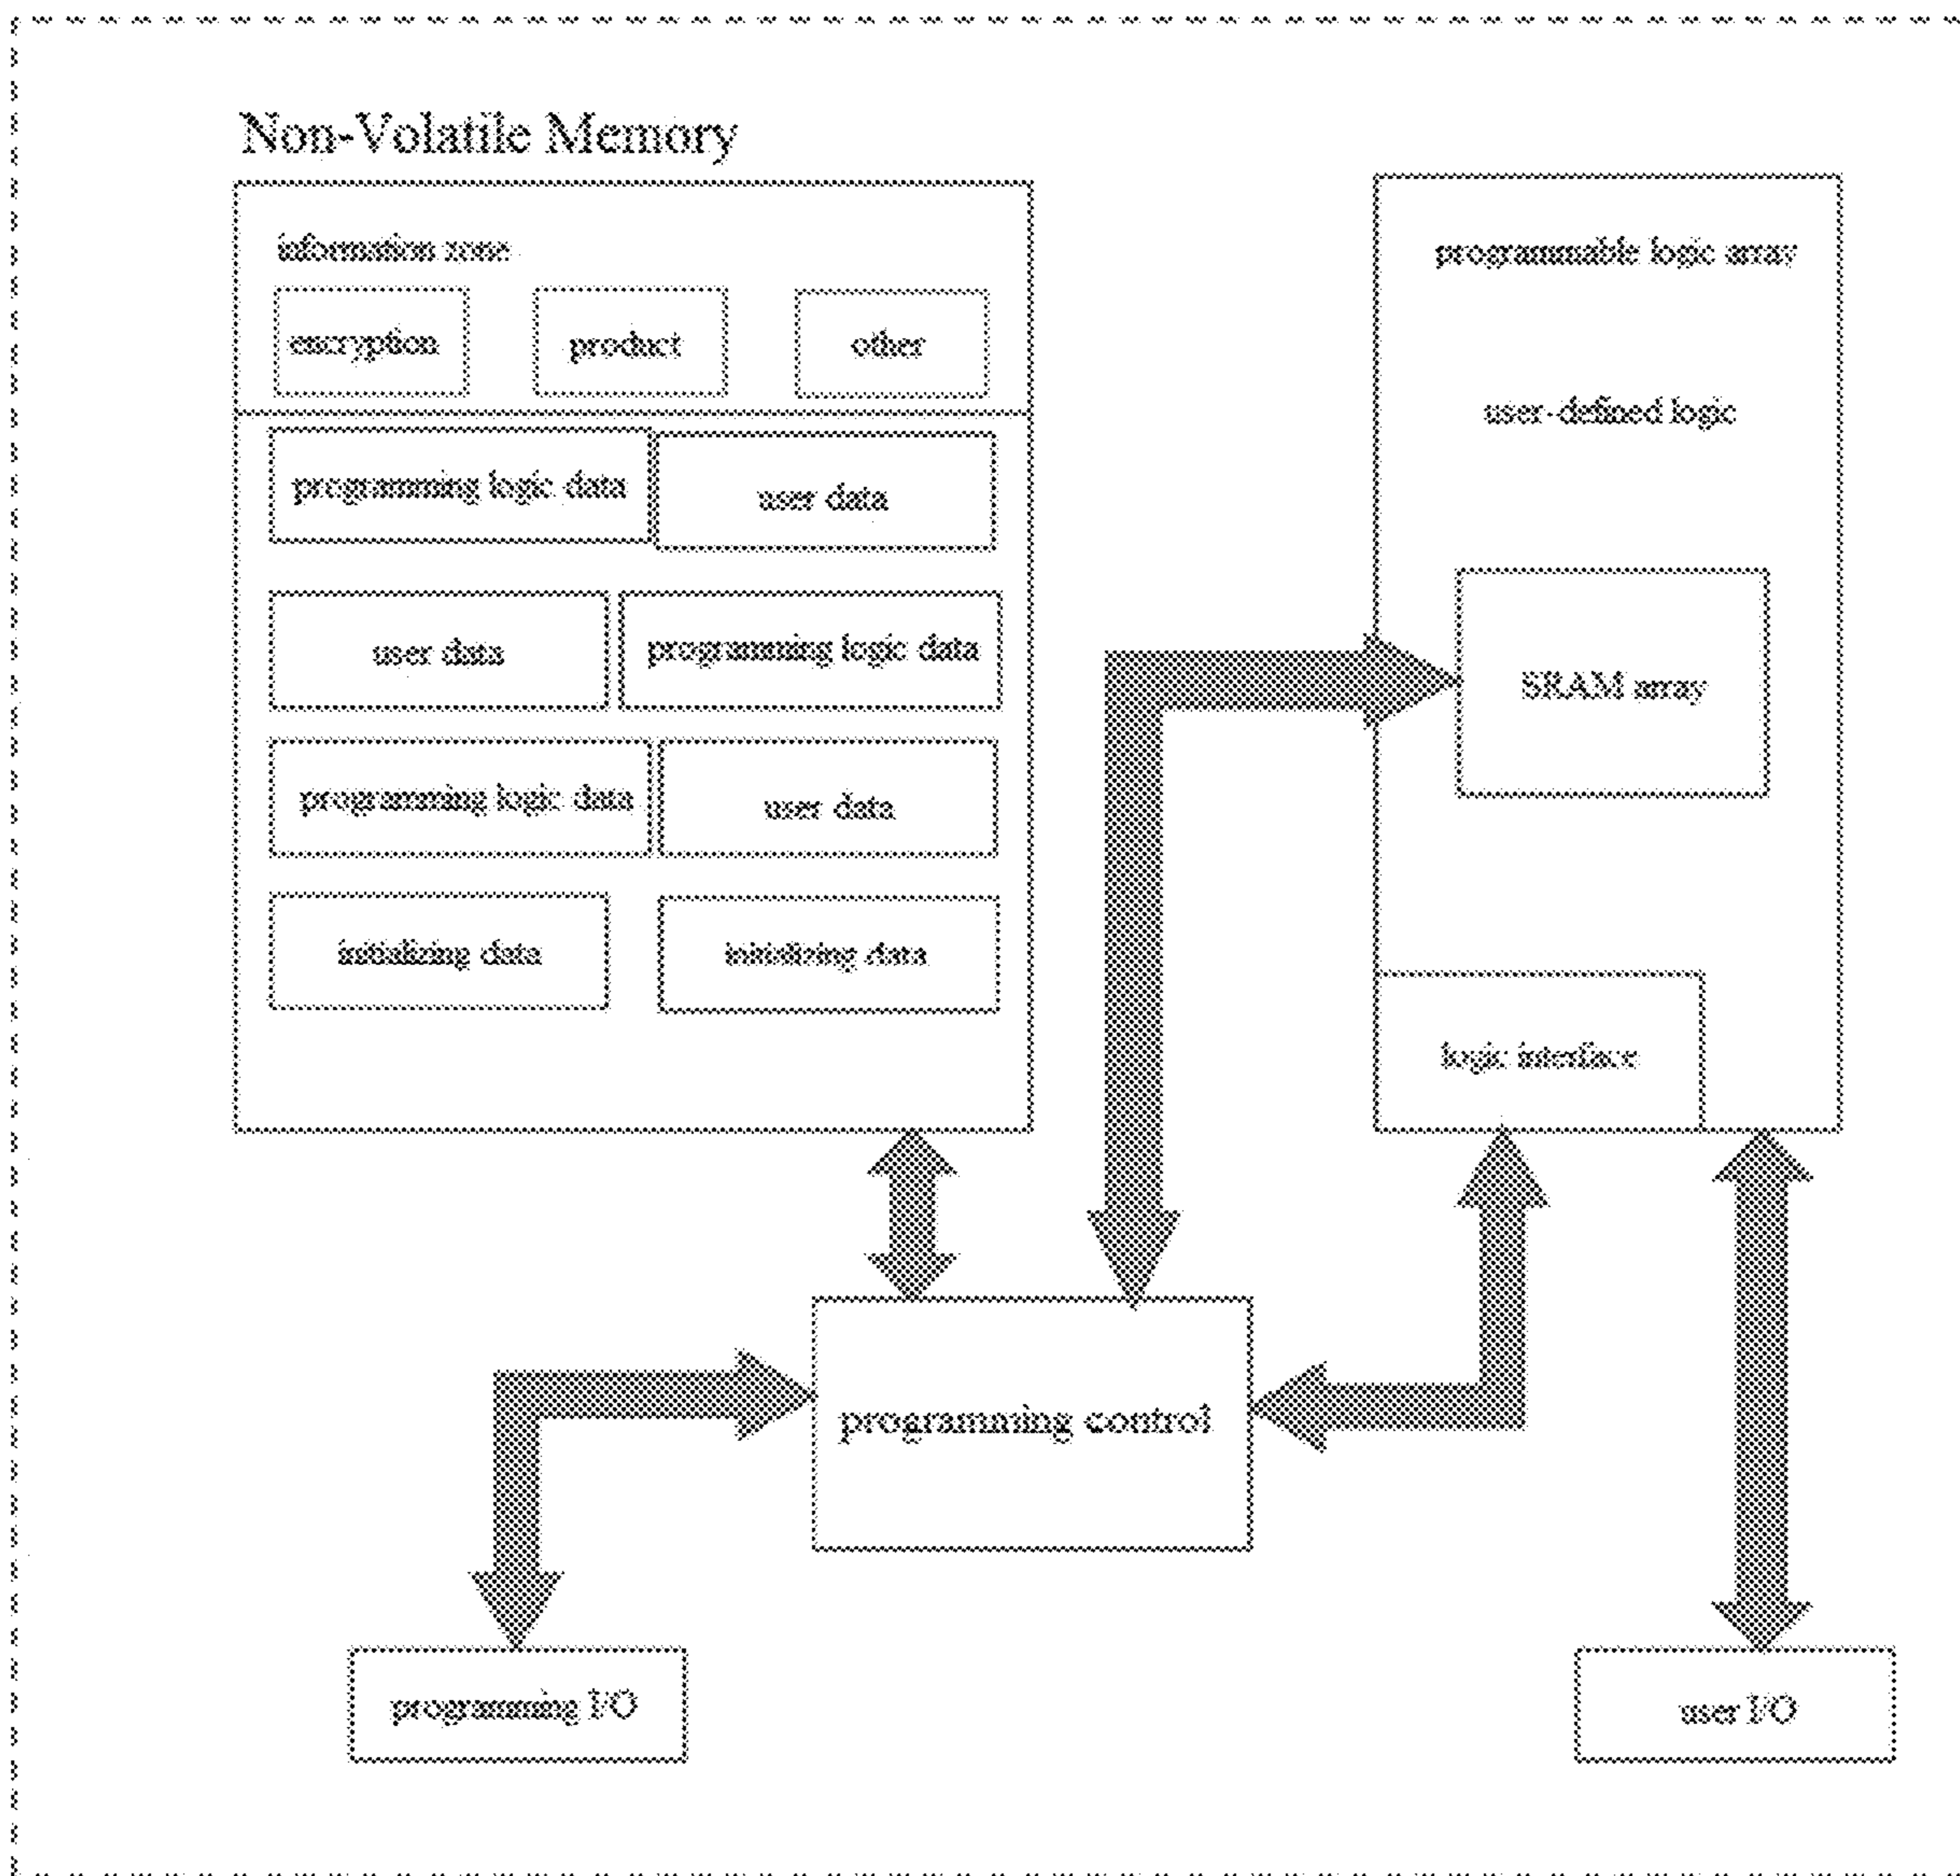 Non-Volatile Memory
information zone
encryption
product
other
programming logic data
user data
user data
programming logic data
programming logic data
user data
initializing data
initializing data
programmable logic array
user-defined logic
SRAM array
logic interface
programming control
programming I/O
user I/O